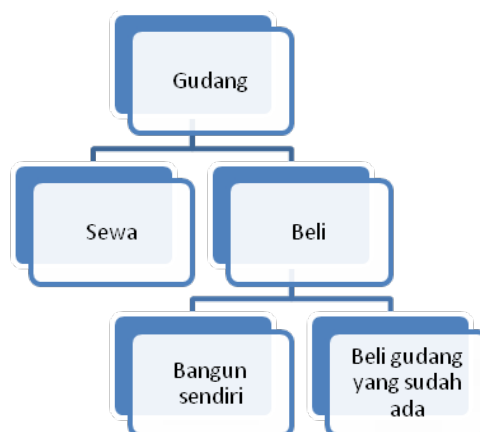 Gudang
Sewa
Beli
Bangun
sendiri
Beli gudang
yang sudah
ada